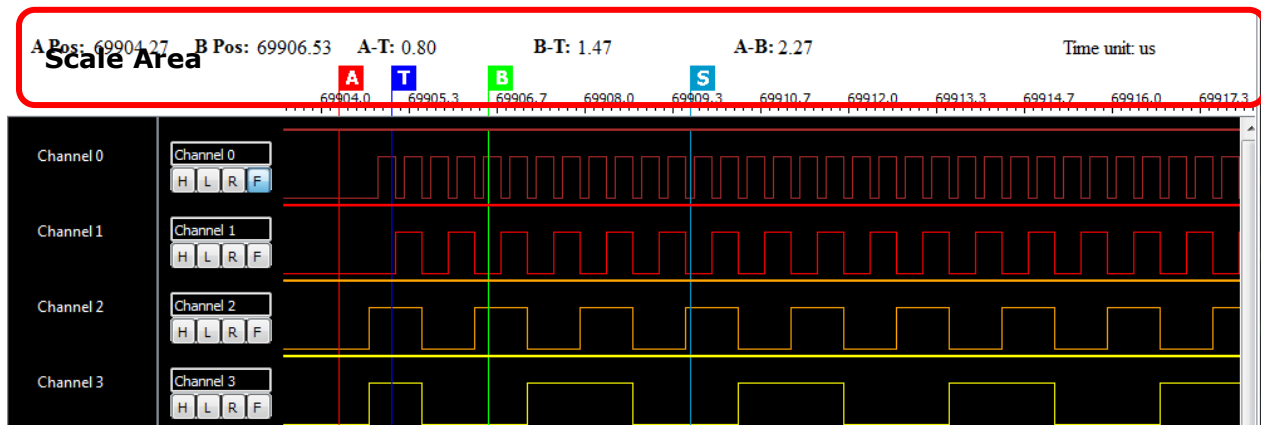 A Pos: 69904.27 B Pos: 69906.53 A-T: 0.80 B-T: 1.47 A-B: 2.27 Time unit: us
Scale Area
A T B S
69904.0 69905.3 69906.7 69908.0 69909.3 69910.7 69912.0 69913.3 69914.7 69916.0 69917.3
Channel 0 Channel 0
H L R F
Channel 1 Channel 1
H L R F
Channel 2 Channel 2
H L R F
Channel 3 Channel 3
H L R F